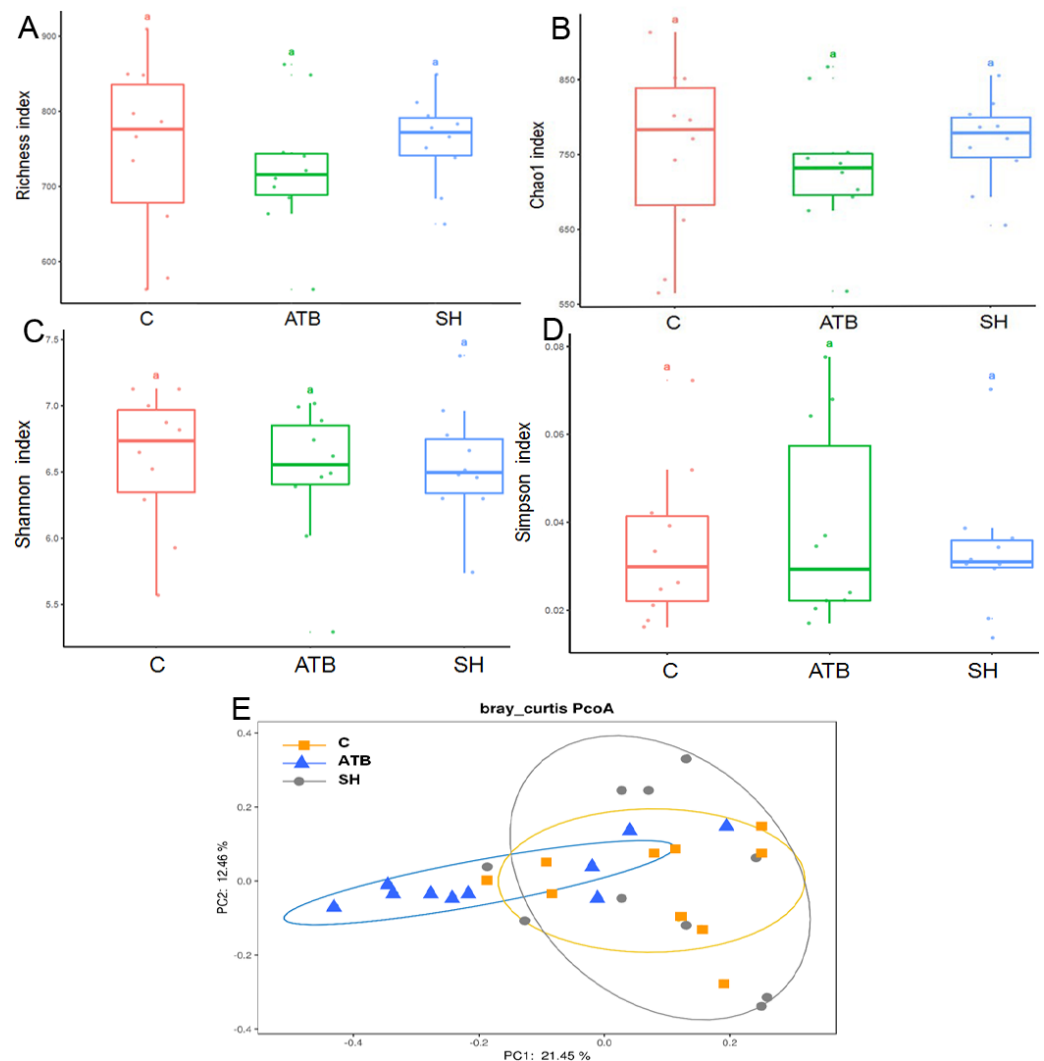 A
Richness index
900
800
700
600
a
a
a
C
ATB
SH
B
Chao1 index
850
750
650
550
a
a
a
C
ATB
SH
C
Shannon index
7.5
7.0
6.5
6.0
5.5
a
a
a
C
ATB
SH
D
Simpson index
0.08
0.06
0.04
0.02
a
a
a
C
ATB
SH
E
bray_curtis PcoA
C
ATB
SH
PC2: 12.46 %
0.4
0.2
0.0
-0.2
-0.4
-0.4
-0.2
0.0
0.2
PC1: 21.45 %